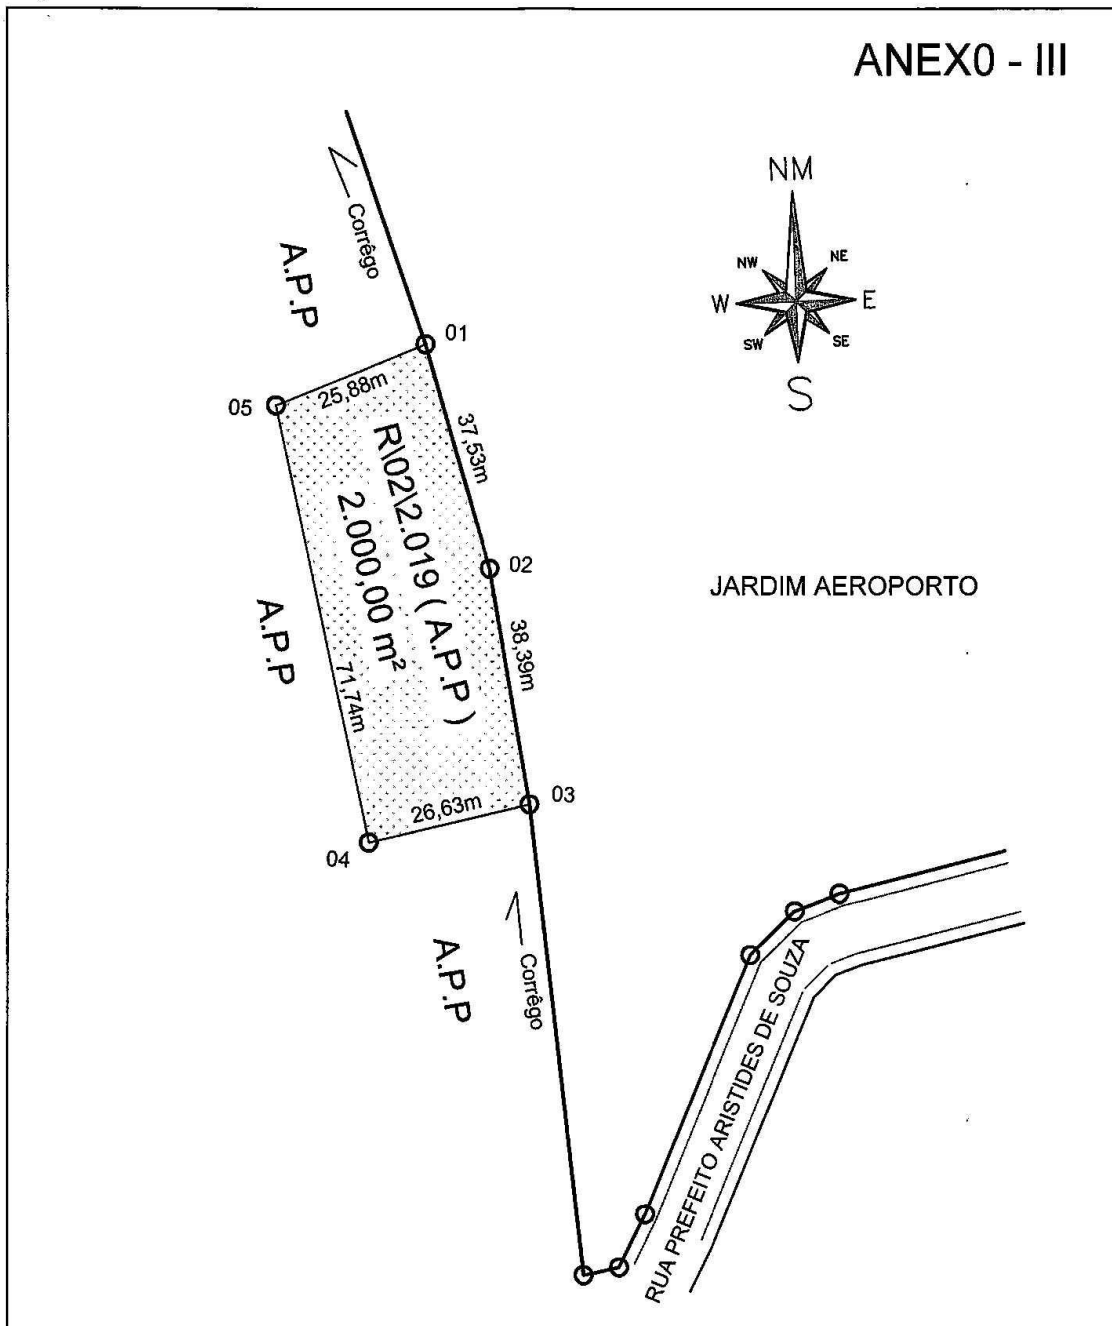 ANEX0 - III
NM
NW
NE
W
E
SW
SE
S
Corrêgo
A.P.P
01
25,88m
05
37,53m
R\02\2.019 ( A.P.P )
2.000,00 m²
02
JARDIM AEROPORTO
A.P.P
38,39m
71,74m
03
26,63m
04
A.P.P
Corrêgo
RUA PREFEITO ARISTIDES DE SOUZA